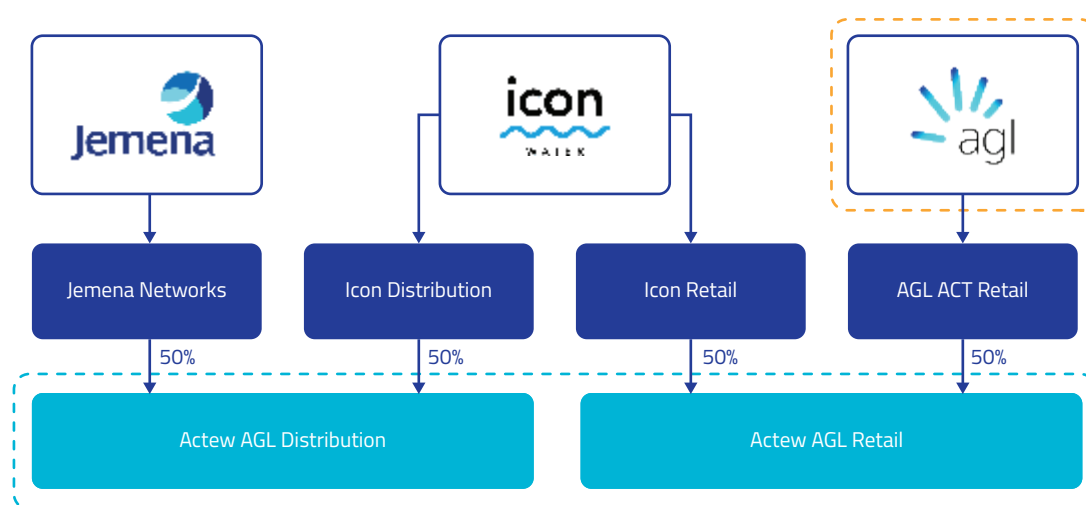 Jemena
icon
WATER
agl
Jemena Networks
Icon Distribution
Icon Retail
AGL ACT Retail
50%
50%
50%
50%
Actew AGL Distribution
Actew AGL Retail